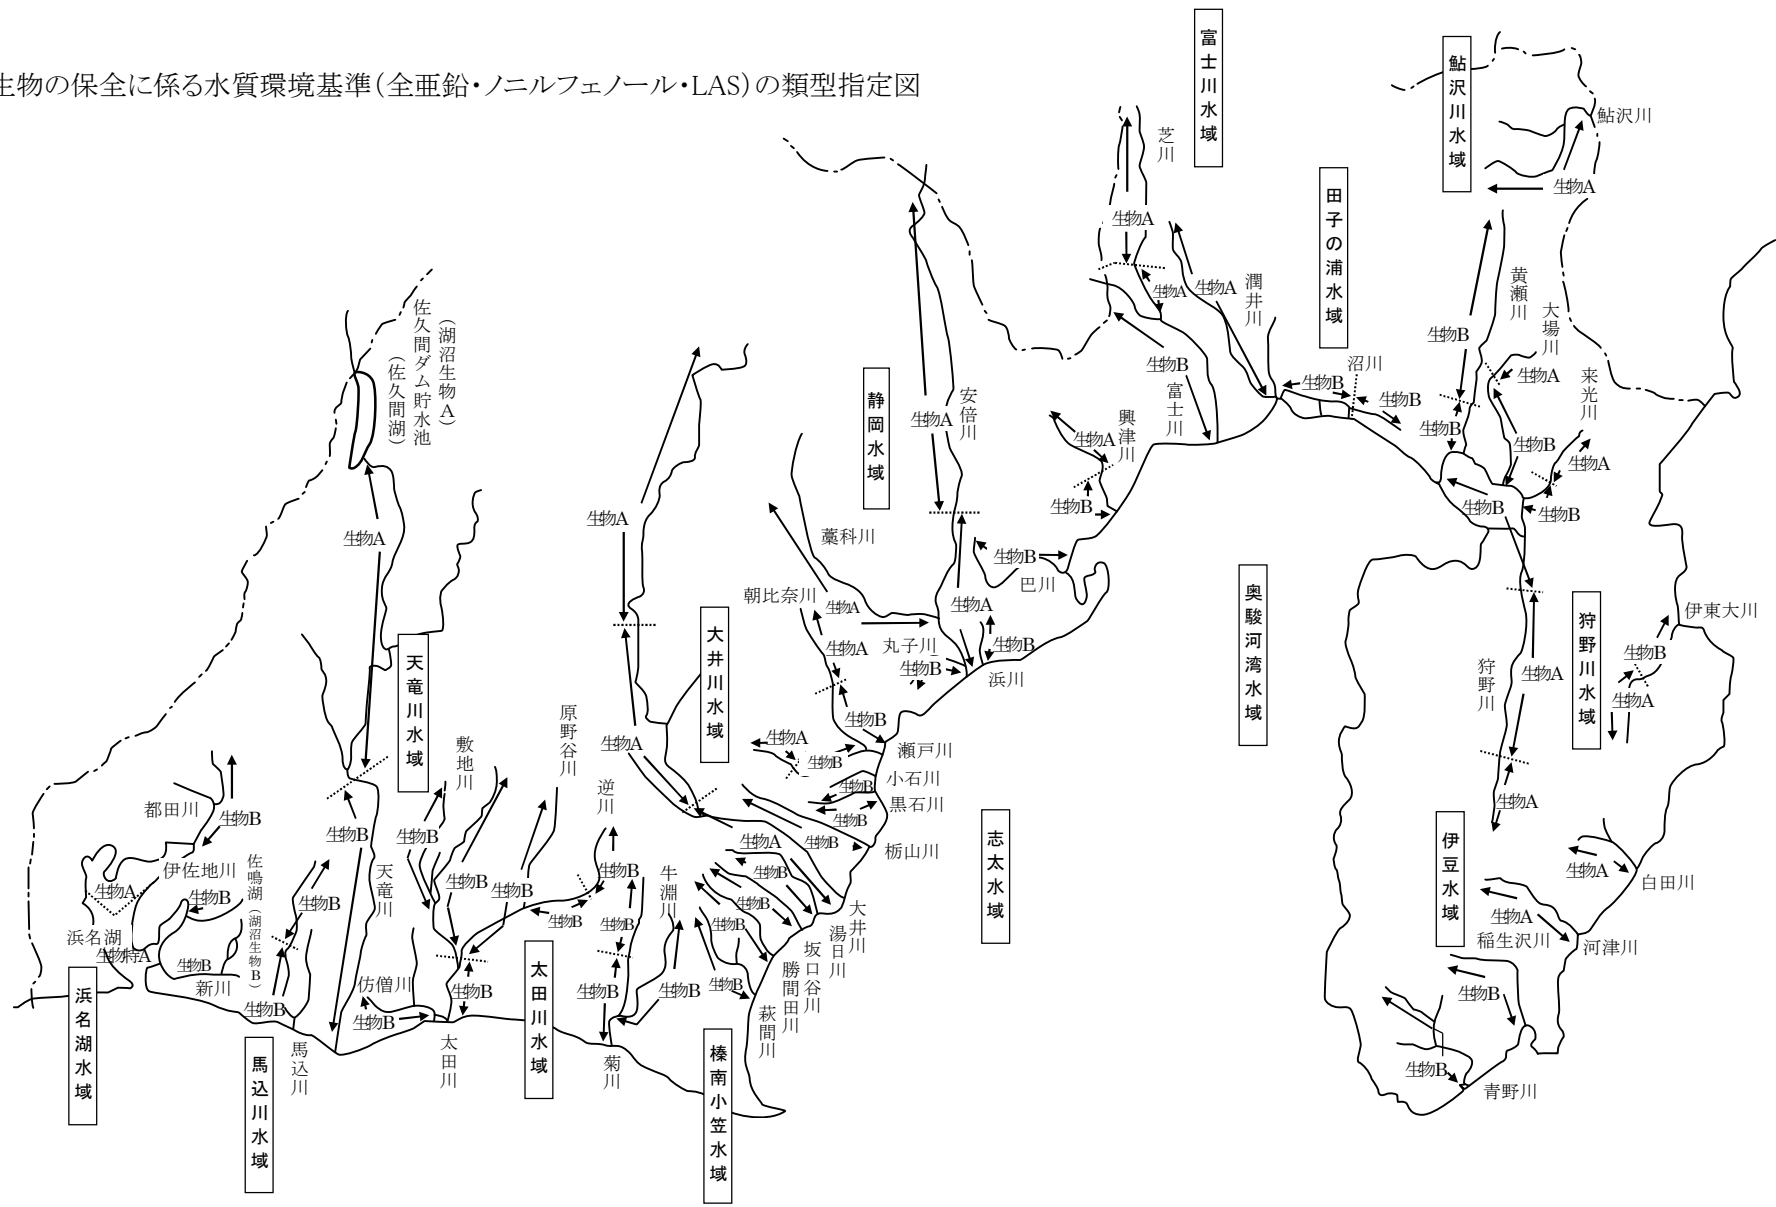 生物の保全に係る水質環境基準(全亜鉛・ノニルフェノール・LAS)の類型指定図
富士川水域
鮎沢川水域
鮎沢川
芝川
生物A
田子の浦水域
生物A
生物A
生物A
潤井川
黄瀬川
大場川
生物B
生物B
富士川
生物B
沼川
生物B
生物A
来光川
生物B
生物B
生物A
生物B
生物B
(湖沼生物A)
佐久間ダム貯水池
(佐久間湖)
静岡水域
安倍川
生物A
興津川
生物A
生物B
生物A
生物A
藁科川
生物B
巴川
朝比奈川
生物A
生物A
奥駿河湾水域
狩野川水域
伊東大川
大井川水域
丸子川
生物B
生物B
浜川
生物A
生物B
狩野川
生物A
生物B
生物A
天竜川水域
敷地川
原野谷川
逆川
生物A
生物A
生物B
生物B
瀬戸川
小石川
生物B
黒石川
生物B
栃山川
生物A
生物B
志太水域
生物A
都田川
生物B
生物B
生物B
天竜川
伊佐地川
佐鳴湖(湖沼生物B)
生物A
生物B
生物B
浜名湖
生物特A
生物B
新川
生物B
生物B
生物B
生物B
生物B
牛淵川
生物B
生物B
生物B
生物B
生物B
大井川
湯日川
坂口谷川
勝間田川
萩間川
伊豆水域
生物A
白田川
生物A
稲生沢川
河津川
生物B
仿僧川
生物B
生物B
太田川水域
生物B
生物B
浜名湖水域
馬込川水域
馬込川
太田川
菊川
榛南小笠水域
生物B
青野川